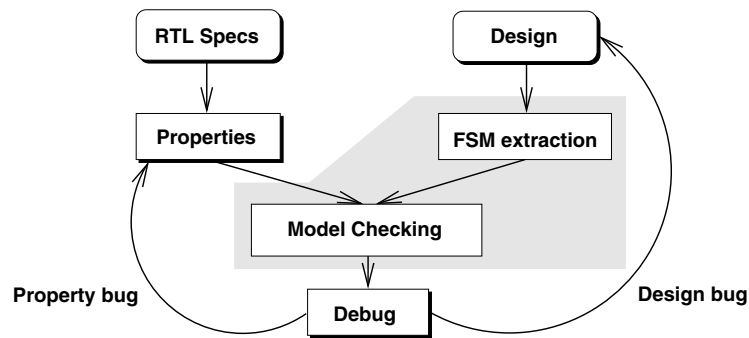 RTL Specs
Design
Properties
FSM extraction
Model Checking
Property bug
Design bug
Debug